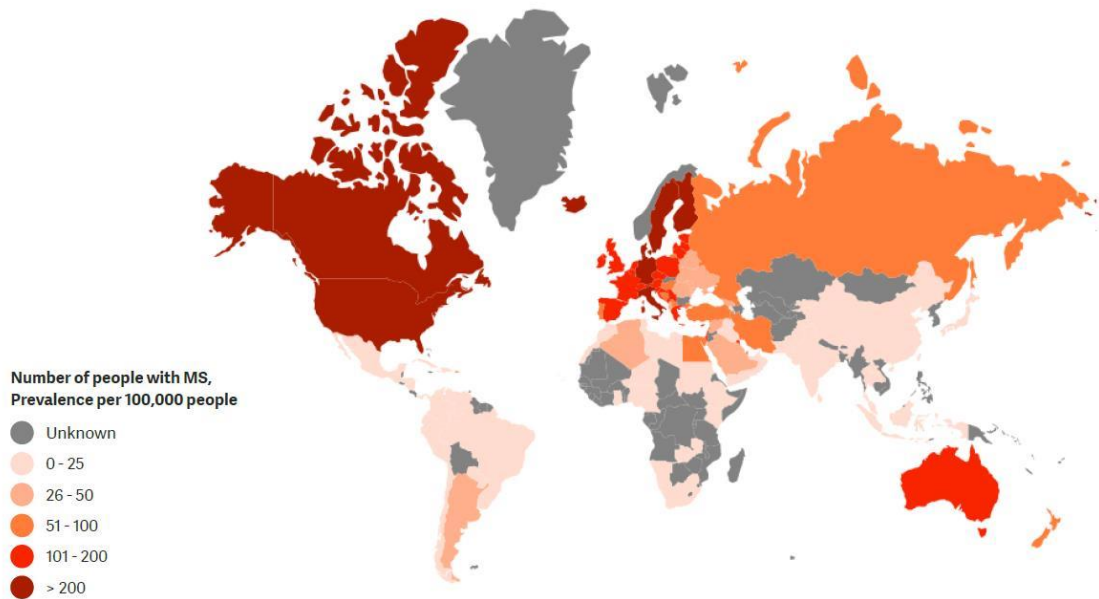 Number of people with MS,
Prevalence per 100,000 people
Unknown
0 - 25
26 - 50
51 - 100
101 - 200
> 200